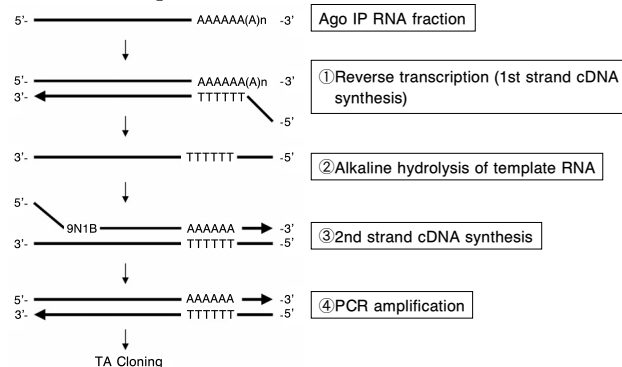 5'- AAAAAA(A)n -3' Ago IP RNA fraction
5'- AAAAAA(A)n -3'
3'- TTTTTT
-5'
①Reverse transcription (1st strand cDNA
synthesis)
3'- TTTTTT -5' ②Alkaline hydrolysis of template RNA
5'-
9N1B AAAAAA -3'
3'- TTTTTT -5'
③2nd strand cDNA synthesis
5'- AAAAAA -3'
3'- TTTTTT -5'
④PCR amplification
TA Cloning